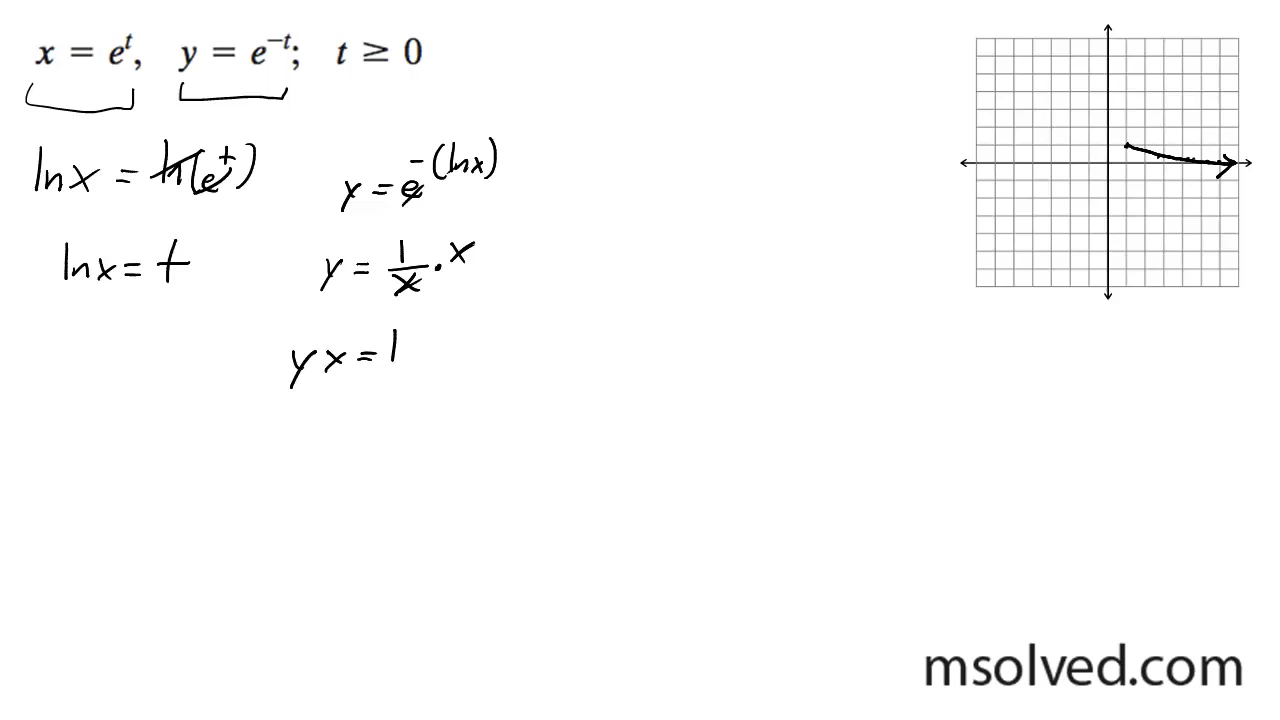 x = e^t, y = e^{-t}; t ≥ 0
ln x = ln(e^t)
y = e^{-(ln x)}
ln x = t
y = 1/x · x
yx = 1
msolved.com